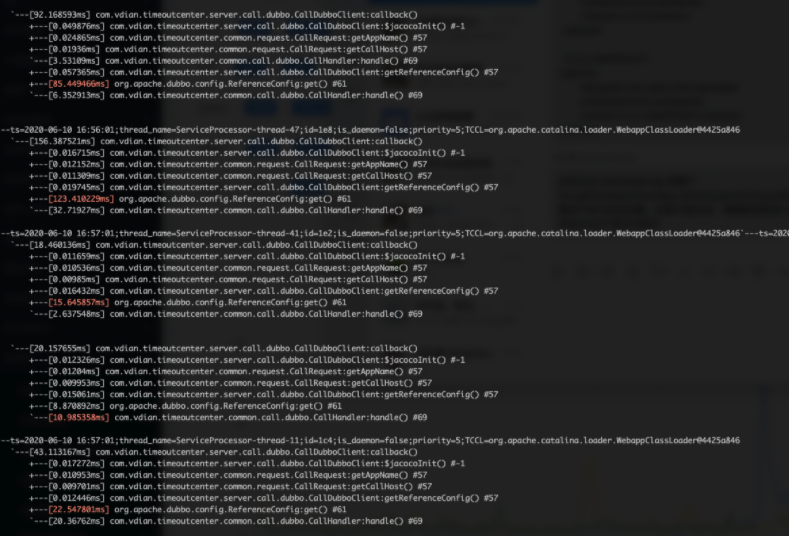 `---[92.168593ms] com.vdian.timeoutcenter.server.call.dubbo.CallDubboClient:callback()
+---[0.049876ms] com.vdian.timeoutcenter.server.call.dubbo.CallDubboClient:$jacocoInit() #-1
+---[0.024865ms] com.vdian.timeoutcenter.common.request.CallRequest:getAppName() #57
+---[0.01936ms] com.vdian.timeoutcenter.common.request.CallRequest:getCallHost() #57
`---[3.53109ms] com.vdian.timeoutcenter.common.call.dubbo.CallHandler:handle() #69
+---[0.057365ms] com.vdian.timeoutcenter.server.call.dubbo.CallDubboClient:getReferenceConfig() #57
+---[85.449466ms] org.apache.dubbo.config.ReferenceConfig:get() #61
`---[6.352913ms] com.vdian.timeoutcenter.common.call.dubbo.CallHandler:handle() #69
--ts=2020-06-10 16:56:01;thread_name=ServiceProcessor-thread-47;id=1e8;is_daemon=false;priority=5;TCCL=org.apache.catalina.loader.WebappClassLoader@4425a846
`---[156.387521ms] com.vdian.timeoutcenter.server.call.dubbo.CallDubboClient:callback()
+---[0.016715ms] com.vdian.timeoutcenter.server.call.dubbo.CallDubboClient:$jacocoInit() #-1
+---[0.012152ms] com.vdian.timeoutcenter.common.request.CallRequest:getAppName() #57
+---[0.011309ms] com.vdian.timeoutcenter.common.request.CallRequest:getCallHost() #57
+---[0.019745ms] com.vdian.timeoutcenter.server.call.dubbo.CallDubboClient:getReferenceConfig() #57
+---[123.410229ms] org.apache.dubbo.config.ReferenceConfig:get() #61
`---[32.71927ms] com.vdian.timeoutcenter.common.call.dubbo.CallHandler:handle() #69
--ts=2020-06-10 16:57:01;thread_name=ServiceProcessor-thread-41;id=1e2;is_daemon=false;priority=5;TCCL=org.apache.catalina.loader.WebappClassLoader@4425a846`---ts=202
`---[18.460136ms] com.vdian.timeoutcenter.server.call.dubbo.CallDubboClient:callback()
+---[0.011659ms] com.vdian.timeoutcenter.server.call.dubbo.CallDubboClient:$jacocoInit() #-1
+---[0.010536ms] com.vdian.timeoutcenter.common.request.CallRequest:getAppName() #57
+---[0.00985ms] com.vdian.timeoutcenter.common.request.CallRequest:getCallHost() #57
+---[0.016432ms] com.vdian.timeoutcenter.server.call.dubbo.CallDubboClient:getReferenceConfig() #57
+---[15.645857ms] org.apache.dubbo.config.ReferenceConfig:get() #61
`---[2.637548ms] com.vdian.timeoutcenter.common.call.dubbo.CallHandler:handle() #69
`---[20.157655ms] com.vdian.timeoutcenter.server.call.dubbo.CallDubboClient:callback()
+---[0.012326ms] com.vdian.timeoutcenter.server.call.dubbo.CallDubboClient:$jacocoInit() #-1
+---[0.01204ms] com.vdian.timeoutcenter.common.request.CallRequest:getAppName() #57
+---[0.009953ms] com.vdian.timeoutcenter.common.request.CallRequest:getCallHost() #57
+---[0.015061ms] com.vdian.timeoutcenter.server.call.dubbo.CallDubboClient:getReferenceConfig() #57
+---[8.870892ms] org.apache.dubbo.config.ReferenceConfig:get() #61
`---[10.985358ms] com.vdian.timeoutcenter.common.call.dubbo.CallHandler:handle() #69
--ts=2020-06-10 16:57:01;thread_name=ServiceProcessor-thread-11;id=1c4;is_daemon=false;priority=5;TCCL=org.apache.catalina.loader.WebappClassLoader@4425a846
`---[43.113167ms] com.vdian.timeoutcenter.server.call.dubbo.CallDubboClient:callback()
+---[0.017272ms] com.vdian.timeoutcenter.server.call.dubbo.CallDubboClient:$jacocoInit() #-1
+---[0.010953ms] com.vdian.timeoutcenter.common.request.CallRequest:getAppName() #57
+---[0.009701ms] com.vdian.timeoutcenter.common.request.CallRequest:getCallHost() #57
+---[0.012446ms] com.vdian.timeoutcenter.server.call.dubbo.CallDubboClient:getReferenceConfig() #57
+---[22.547801ms] org.apache.dubbo.config.ReferenceConfig:get() #61
`---[20.36762ms] com.vdian.timeoutcenter.common.call.dubbo.CallHandler:handle() #69